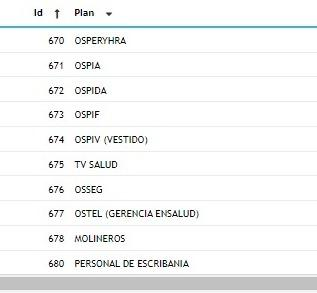 Id ↑ Plan
670 OSPERYHRA
671 OSPIA
672 OSPIDA
673 OSPIF
674 OSPIV (VESTIDO)
675 TV SALUD
676 OSSEG
677 OSTEL (GERENCIA ENSALUD)
678 MOLINEROS
680 PERSONAL DE ESCRIBANIA